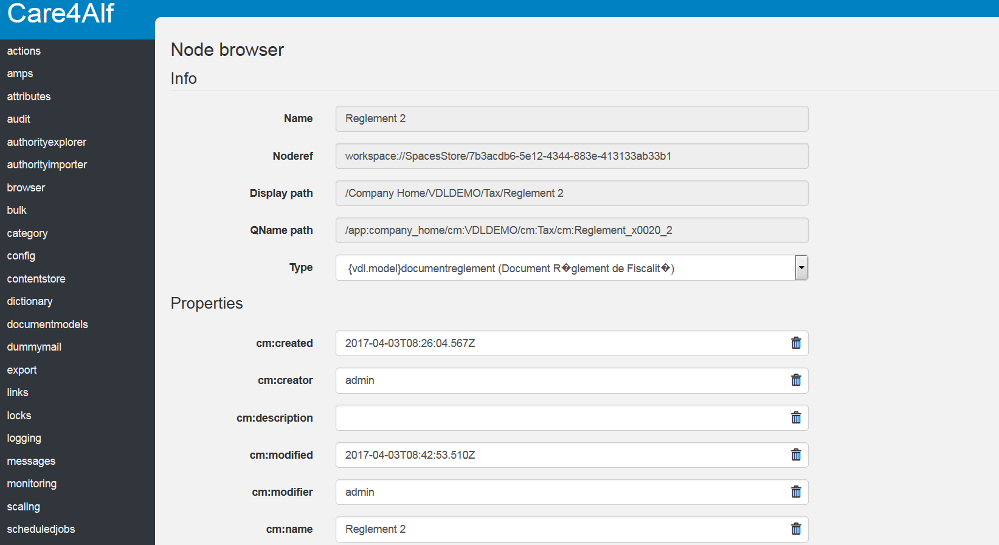 Care4Alf
actions
amps
attributes
audit
authorityexplorer
authorityimporter
browser
bulk
category
config
contentstore
dictionary
documentmodels
dummymail
export
links
locks
logging
messages
monitoring
scaling
scheduledjobs
Node browser
Info
Name Reglement 2
Noderef workspace://SpacesStore/7b3acdb6-5e12-4344-883e-413133ab33b1
Display path /Company Home/VDLDEMO/Tax/Reglement 2
QName path /app:company_home/cm:VDLDEMO/cm:Tax/cm:Reglement_x0020_2
Type {vdl.model}documentreglement (Document R�glement de Fiscalit�)
Properties
cm:created 2017-04-03T08:26:04.567Z
cm:creator admin
cm:description
cm:modified 2017-04-03T08:42:53.510Z
cm:modifier admin
cm:name Reglement 2